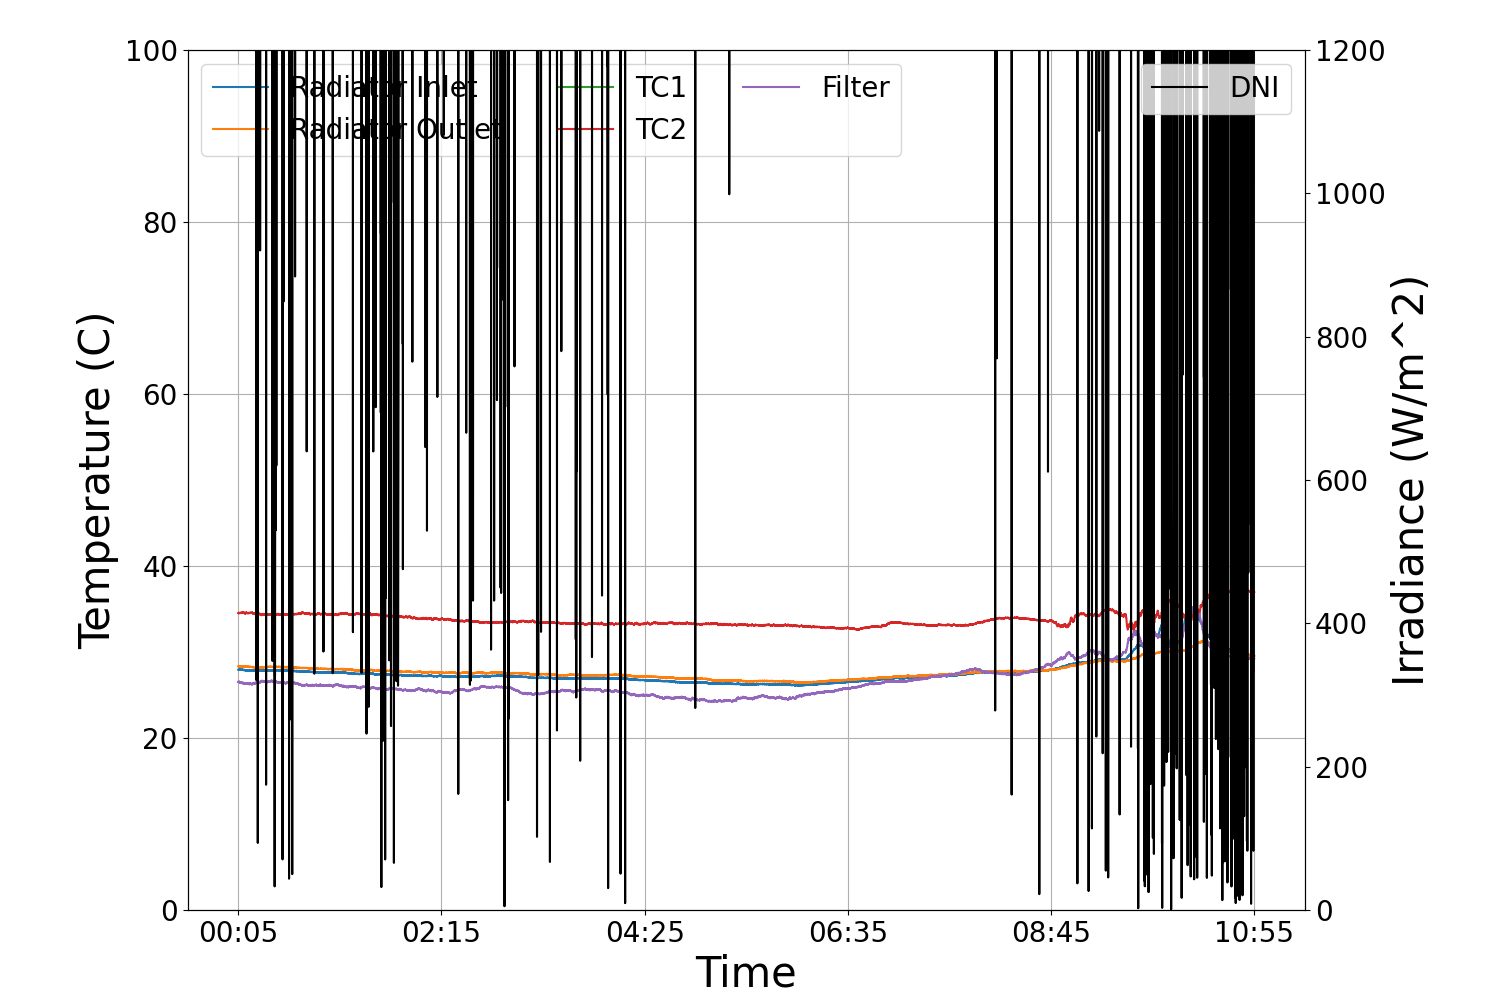 100
80
60
40
20
0
Temperature (C)
Radiator Inlet
Radiator Outlet
TC1
TC2
Filter
DNI
1200
1000
800
600
400
200
0
Irradiance (W/m^2)
00:05 02:15 04:25 06:35 08:45 10:55
Time